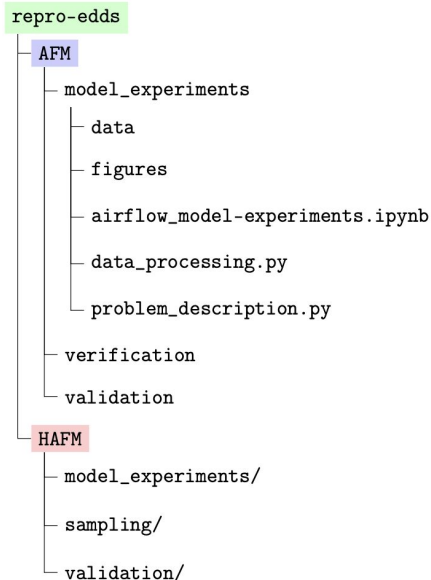 repro-edds
AFM
model_experiments
data
figures
airflow_model-experiments.ipynb
data_processing.py
problem_description.py
verification
validation
HAFM
model_experiments/
sampling/
validation/